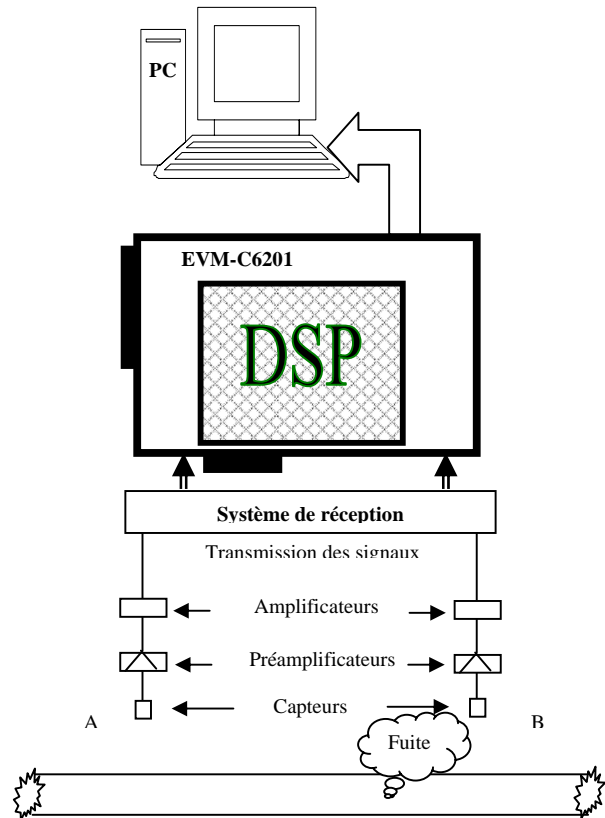 PC
EVM-C6201
DSP
Système de réception
Transmission des signaux
Amplificateurs
Préamplificateurs
Capteurs
A
B
Fuite